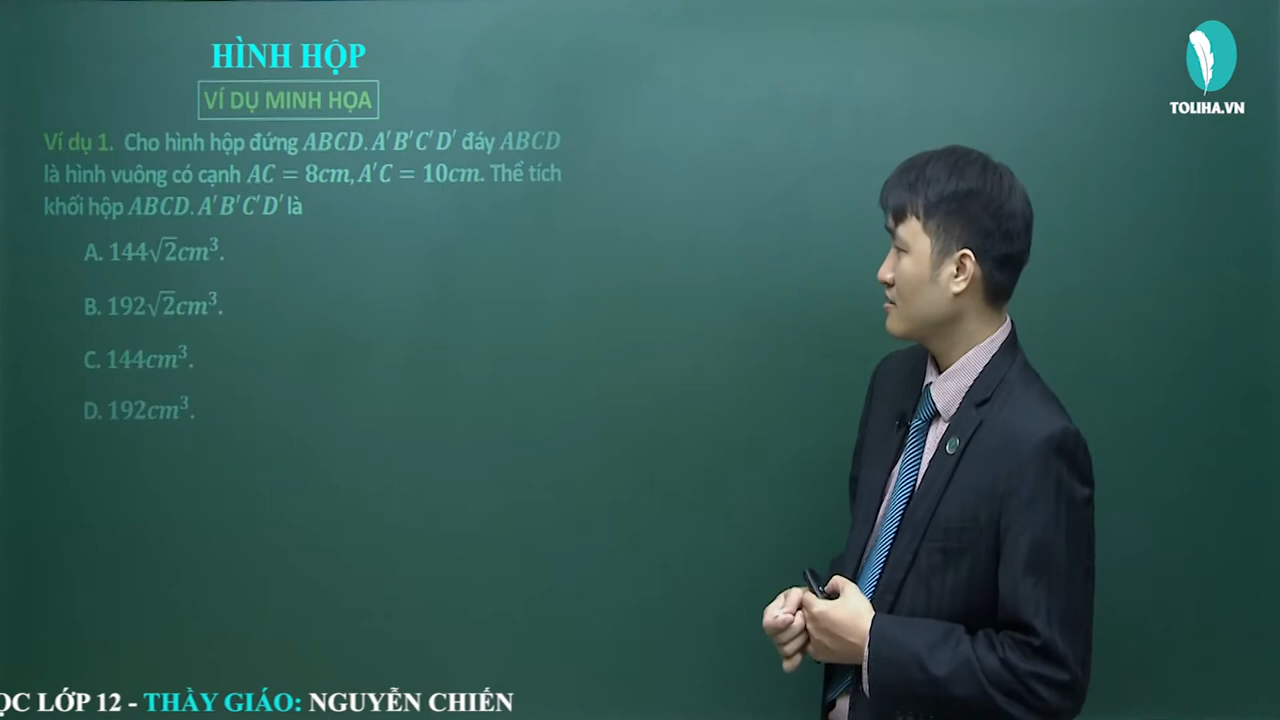 HÌNH HỘP
VÍ DỤ MINH HỌA
Ví dụ 1. Cho hình hộp đứng ABCD.A'B'C'D' đáy ABCD
là hình vuông có cạnh AC = 8cm, A'C = 10cm. Thể tích
khối hộp ABCD.A'B'C'D' là
A. 144√2cm³.
B. 192√2cm³.
C. 144cm³.
D. 192cm³.
TOLIHA.VN
LỚP 12 - THẦY GIÁO: NGUYỄN CHIẾN